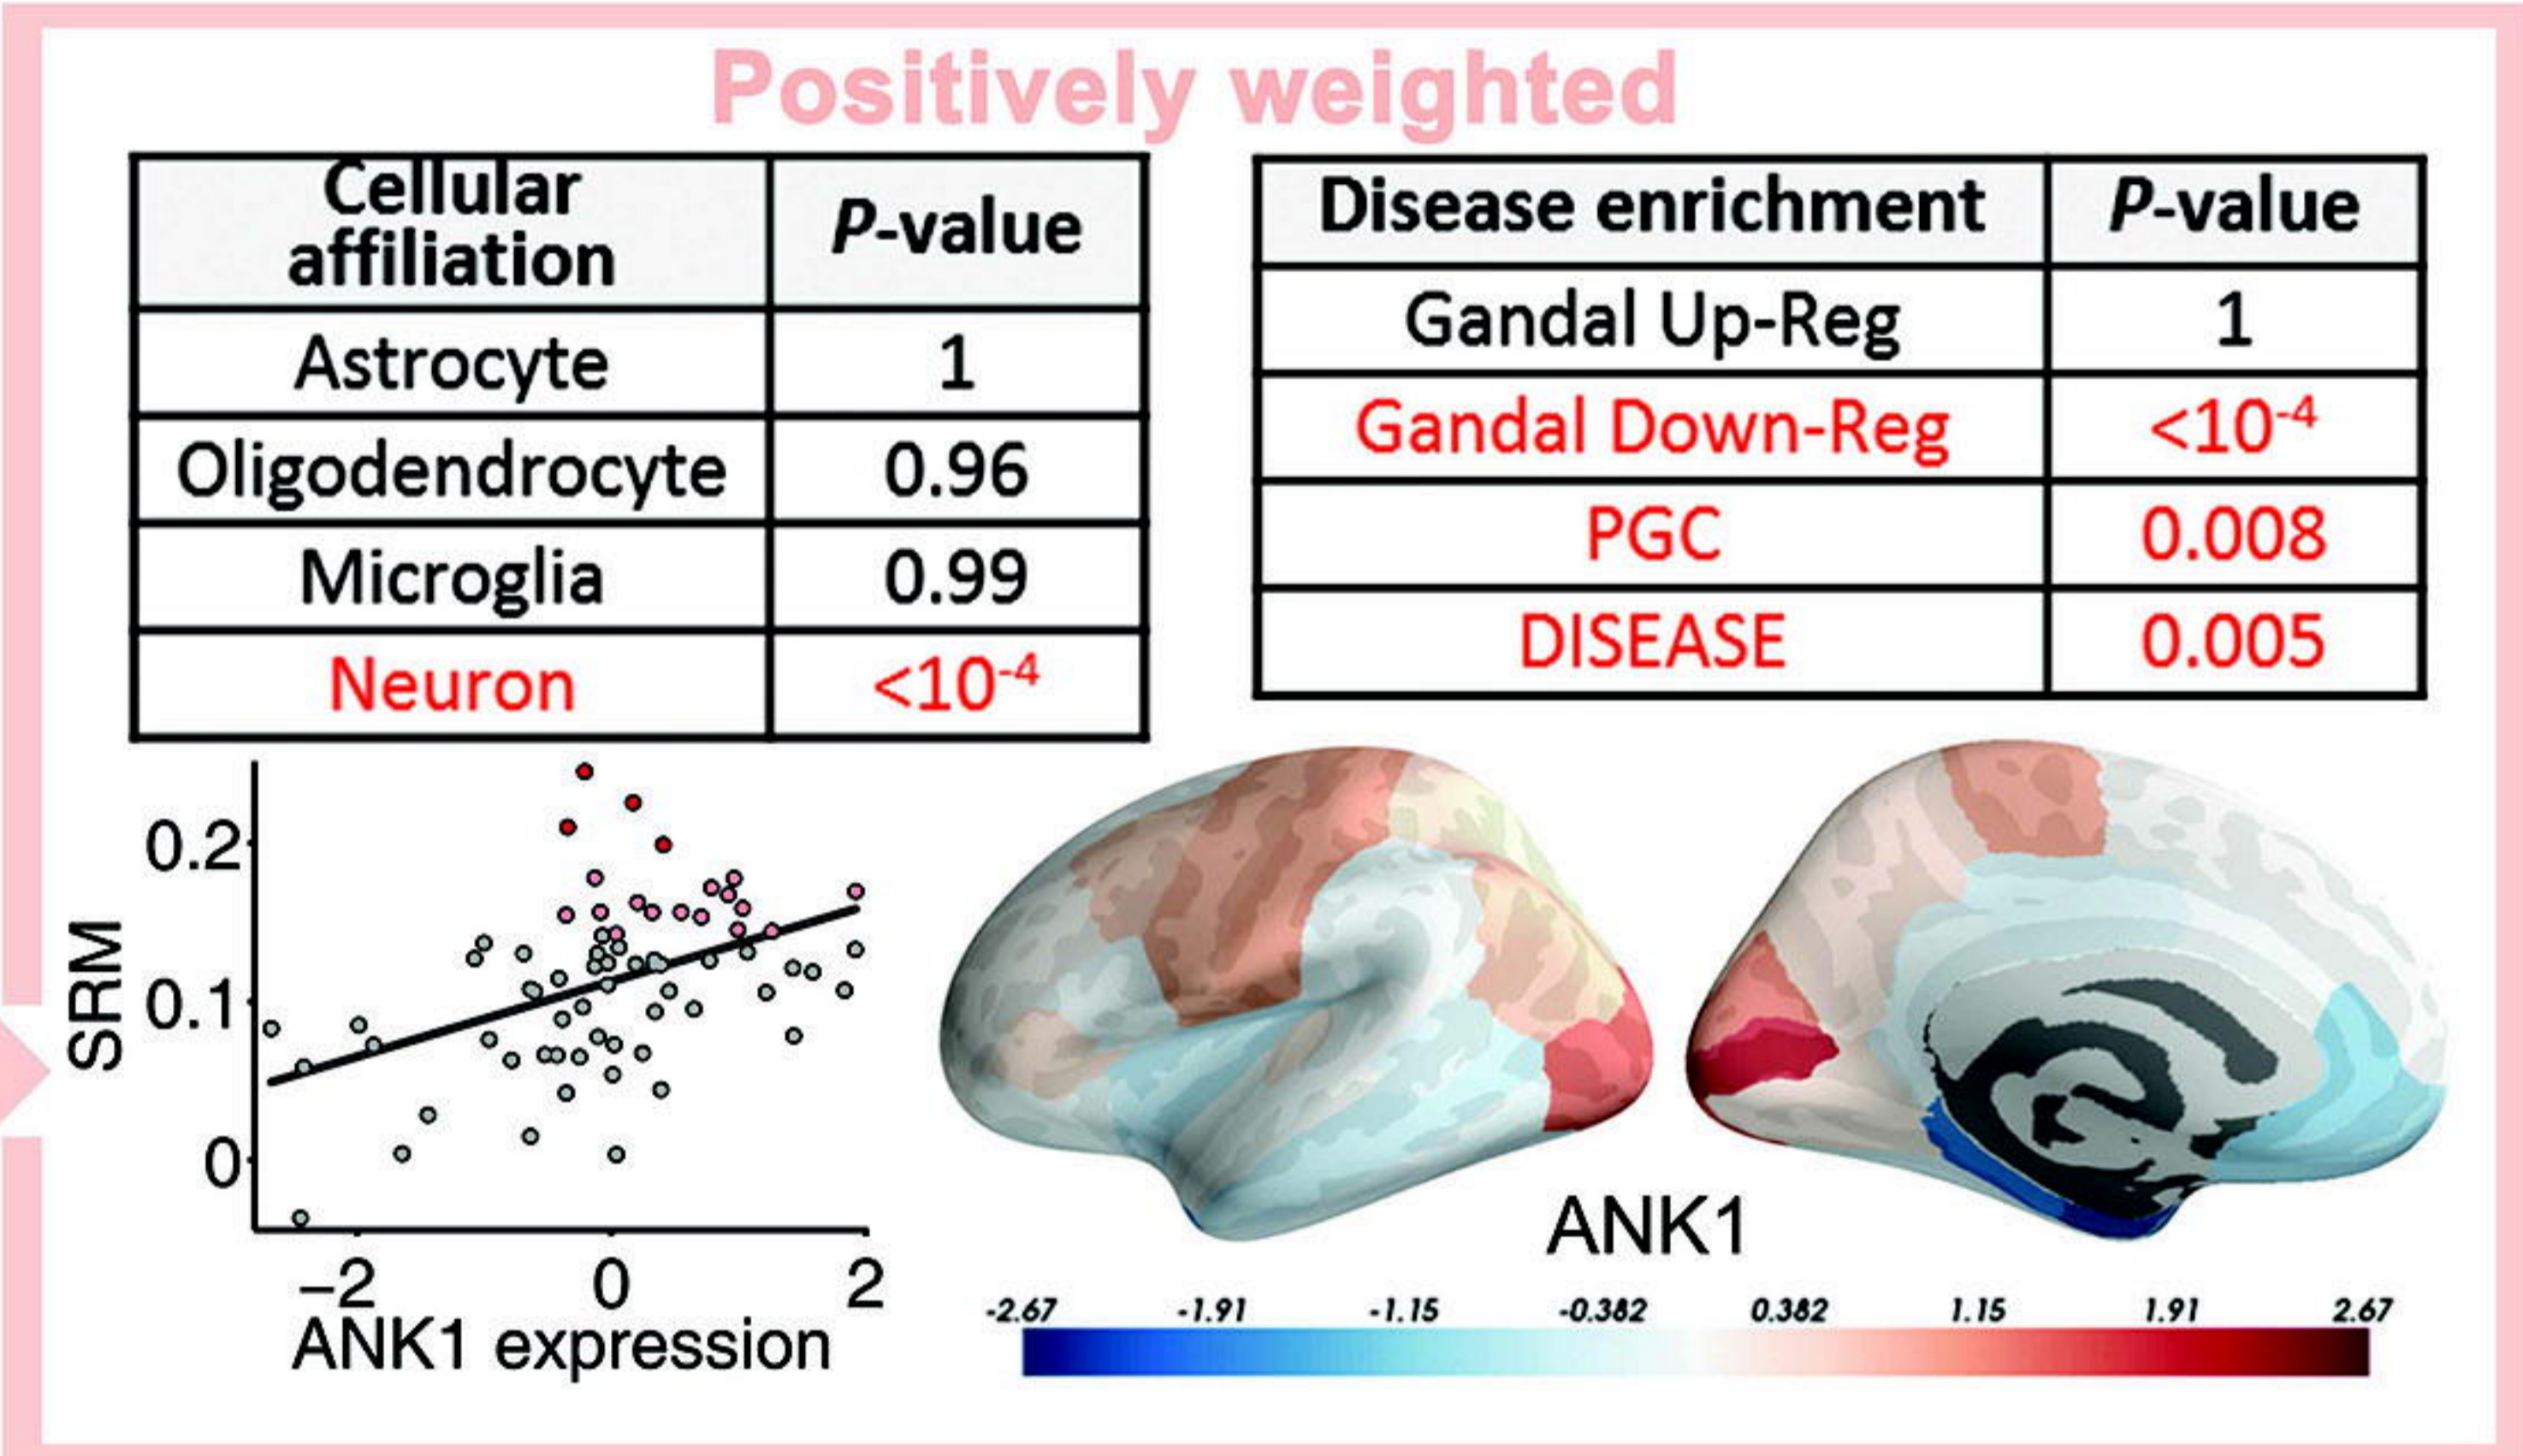 Positively weighted
Cellular
affiliation
P-value
Astrocyte
1
Oligodendrocyte
0.96
Microglia
0.99
Neuron
<10-4
Disease enrichment
P-value
Gandal Up-Reg
1
Gandal Down-Reg
<10-4
PGC
0.008
DISEASE
0.005
SRM
0.2
0.1
0
−2
0
2
ANK1 expression
ANK1
-2.67
-1.91
-1.15
-0.382
0.382
1.15
1.91
2.67